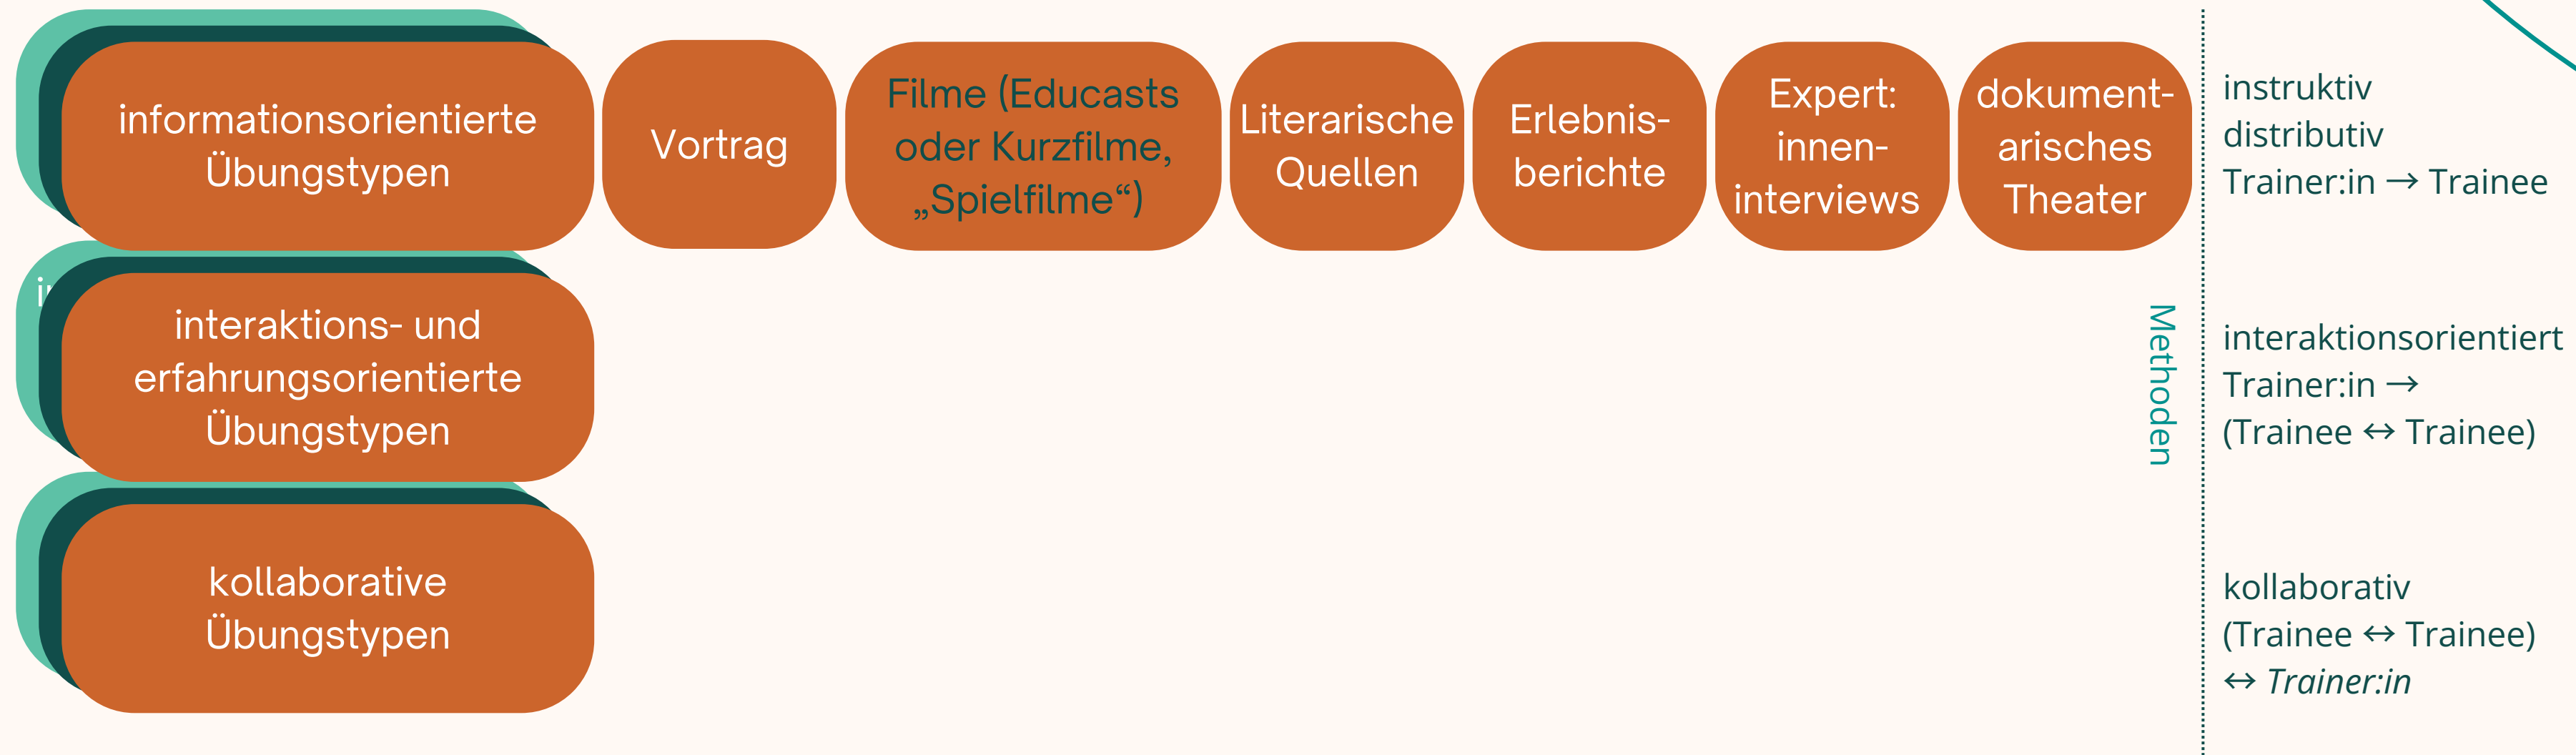 informationsorientierte
Übungstypen
Vortrag
Filme (Educasts
oder Kurzfilme,
„Spielfilme“)
Literarische
Quellen
Erlebnis-
berichte
Expert:
innen-
interviews
dokument-
arisches
Theater
instruktiv
distributiv
Trainer:in → Trainee
interaktions- und
erfahrungsorientierte
Übungstypen
Methoden
interaktionsorientiert
Trainer:in →
(Trainee ↔ Trainee)
kollaborative
Übungstypen
kollaborativ
(Trainee ↔ Trainee)
↔ Trainer:in